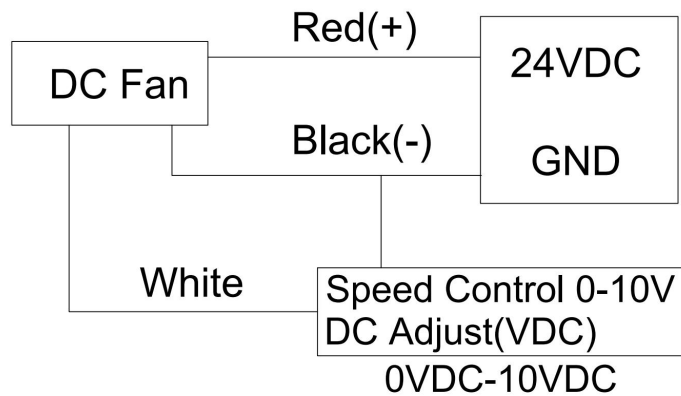 Red(+)
24VDC
DC Fan
Black(-)
GND
White
Speed Control 0-10V
DC Adjust(VDC)
0VDC-10VDC